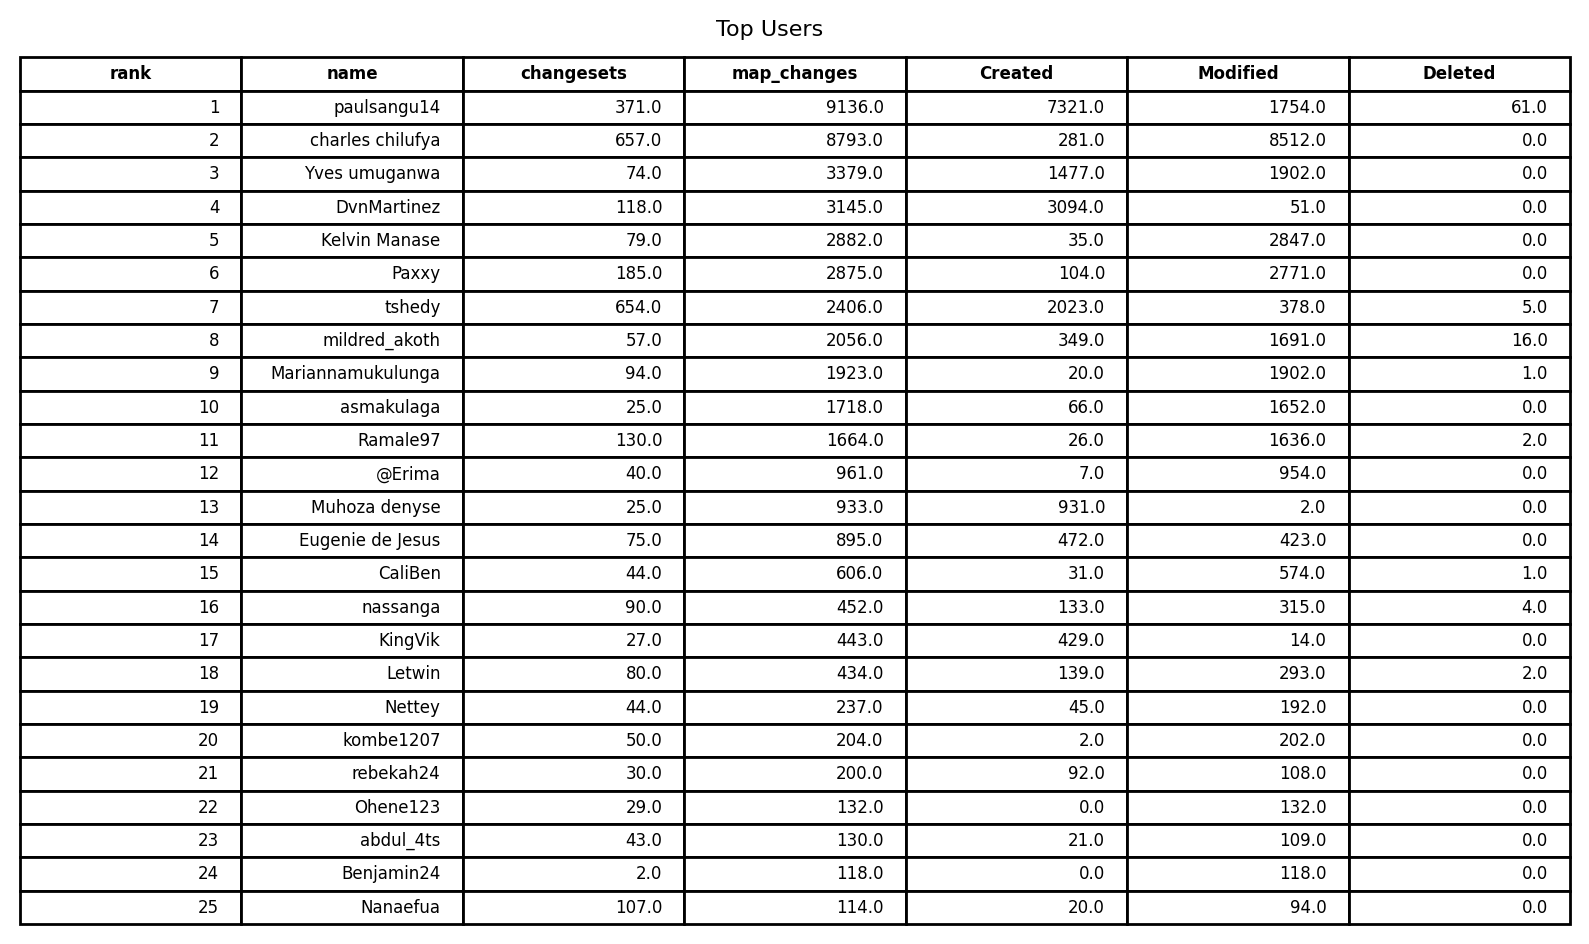 Top Users
rank name changesets map_changes Created Modified Deleted
1 paulsangu14 371.0 9136.0 7321.0 1754.0 61.0
2 charles chilufya 657.0 8793.0 281.0 8512.0 0.0
3 Yves umuganwa 74.0 3379.0 1477.0 1902.0 0.0
4 DvnMartinez 118.0 3145.0 3094.0 51.0 0.0
5 Kelvin Manase 79.0 2882.0 35.0 2847.0 0.0
6 Paxxy 185.0 2875.0 104.0 2771.0 0.0
7 tshedy 654.0 2406.0 2023.0 378.0 5.0
8 mildred_akoth 57.0 2056.0 349.0 1691.0 16.0
9 Mariannamukulunga 94.0 1923.0 20.0 1902.0 1.0
10 asmakulaga 25.0 1718.0 66.0 1652.0 0.0
11 Ramale97 130.0 1664.0 26.0 1636.0 2.0
12 @Erima 40.0 961.0 7.0 954.0 0.0
13 Muhoza denyse 25.0 933.0 931.0 2.0 0.0
14 Eugenie de Jesus 75.0 895.0 472.0 423.0 0.0
15 CaliBen 44.0 606.0 31.0 574.0 1.0
16 nassanga 90.0 452.0 133.0 315.0 4.0
17 KingVik 27.0 443.0 429.0 14.0 0.0
18 Letwin 80.0 434.0 139.0 293.0 2.0
19 Nettey 44.0 237.0 45.0 192.0 0.0
20 kombe1207 50.0 204.0 2.0 202.0 0.0
21 rebekah24 30.0 200.0 92.0 108.0 0.0
22 Ohene123 29.0 132.0 0.0 132.0 0.0
23 abdul_4ts 43.0 130.0 21.0 109.0 0.0
24 Benjamin24 2.0 118.0 0.0 118.0 0.0
25 Nanaefua 107.0 114.0 20.0 94.0 0.0